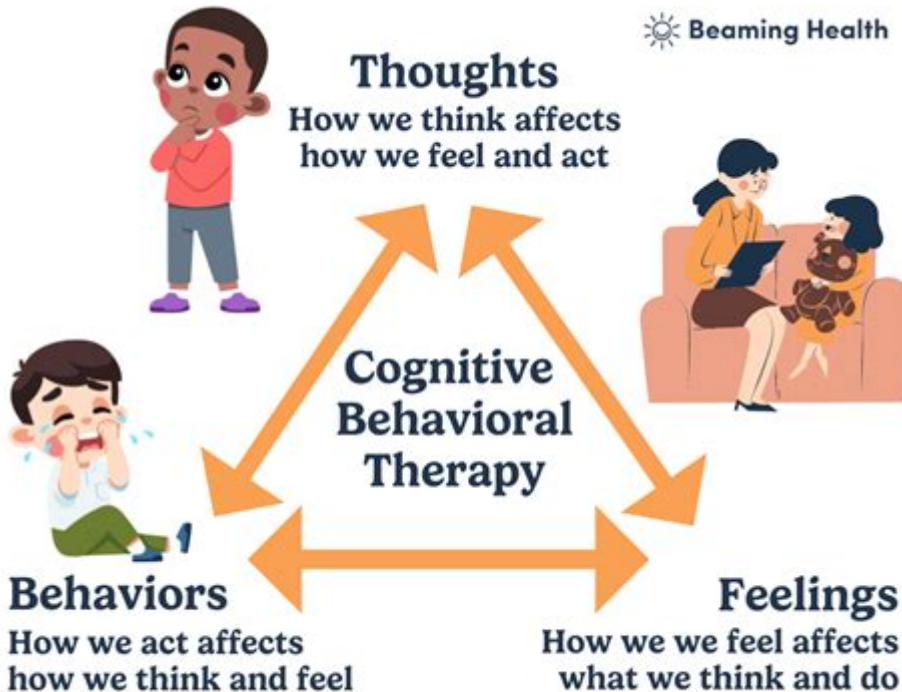 Beaming Health
Thoughts
How we think affects
how we feel and act
Cognitive
Behavioral
Therapy
Behaviors
How we act affects
how we think and feel
Feelings
How we we feel affects
what we think and do